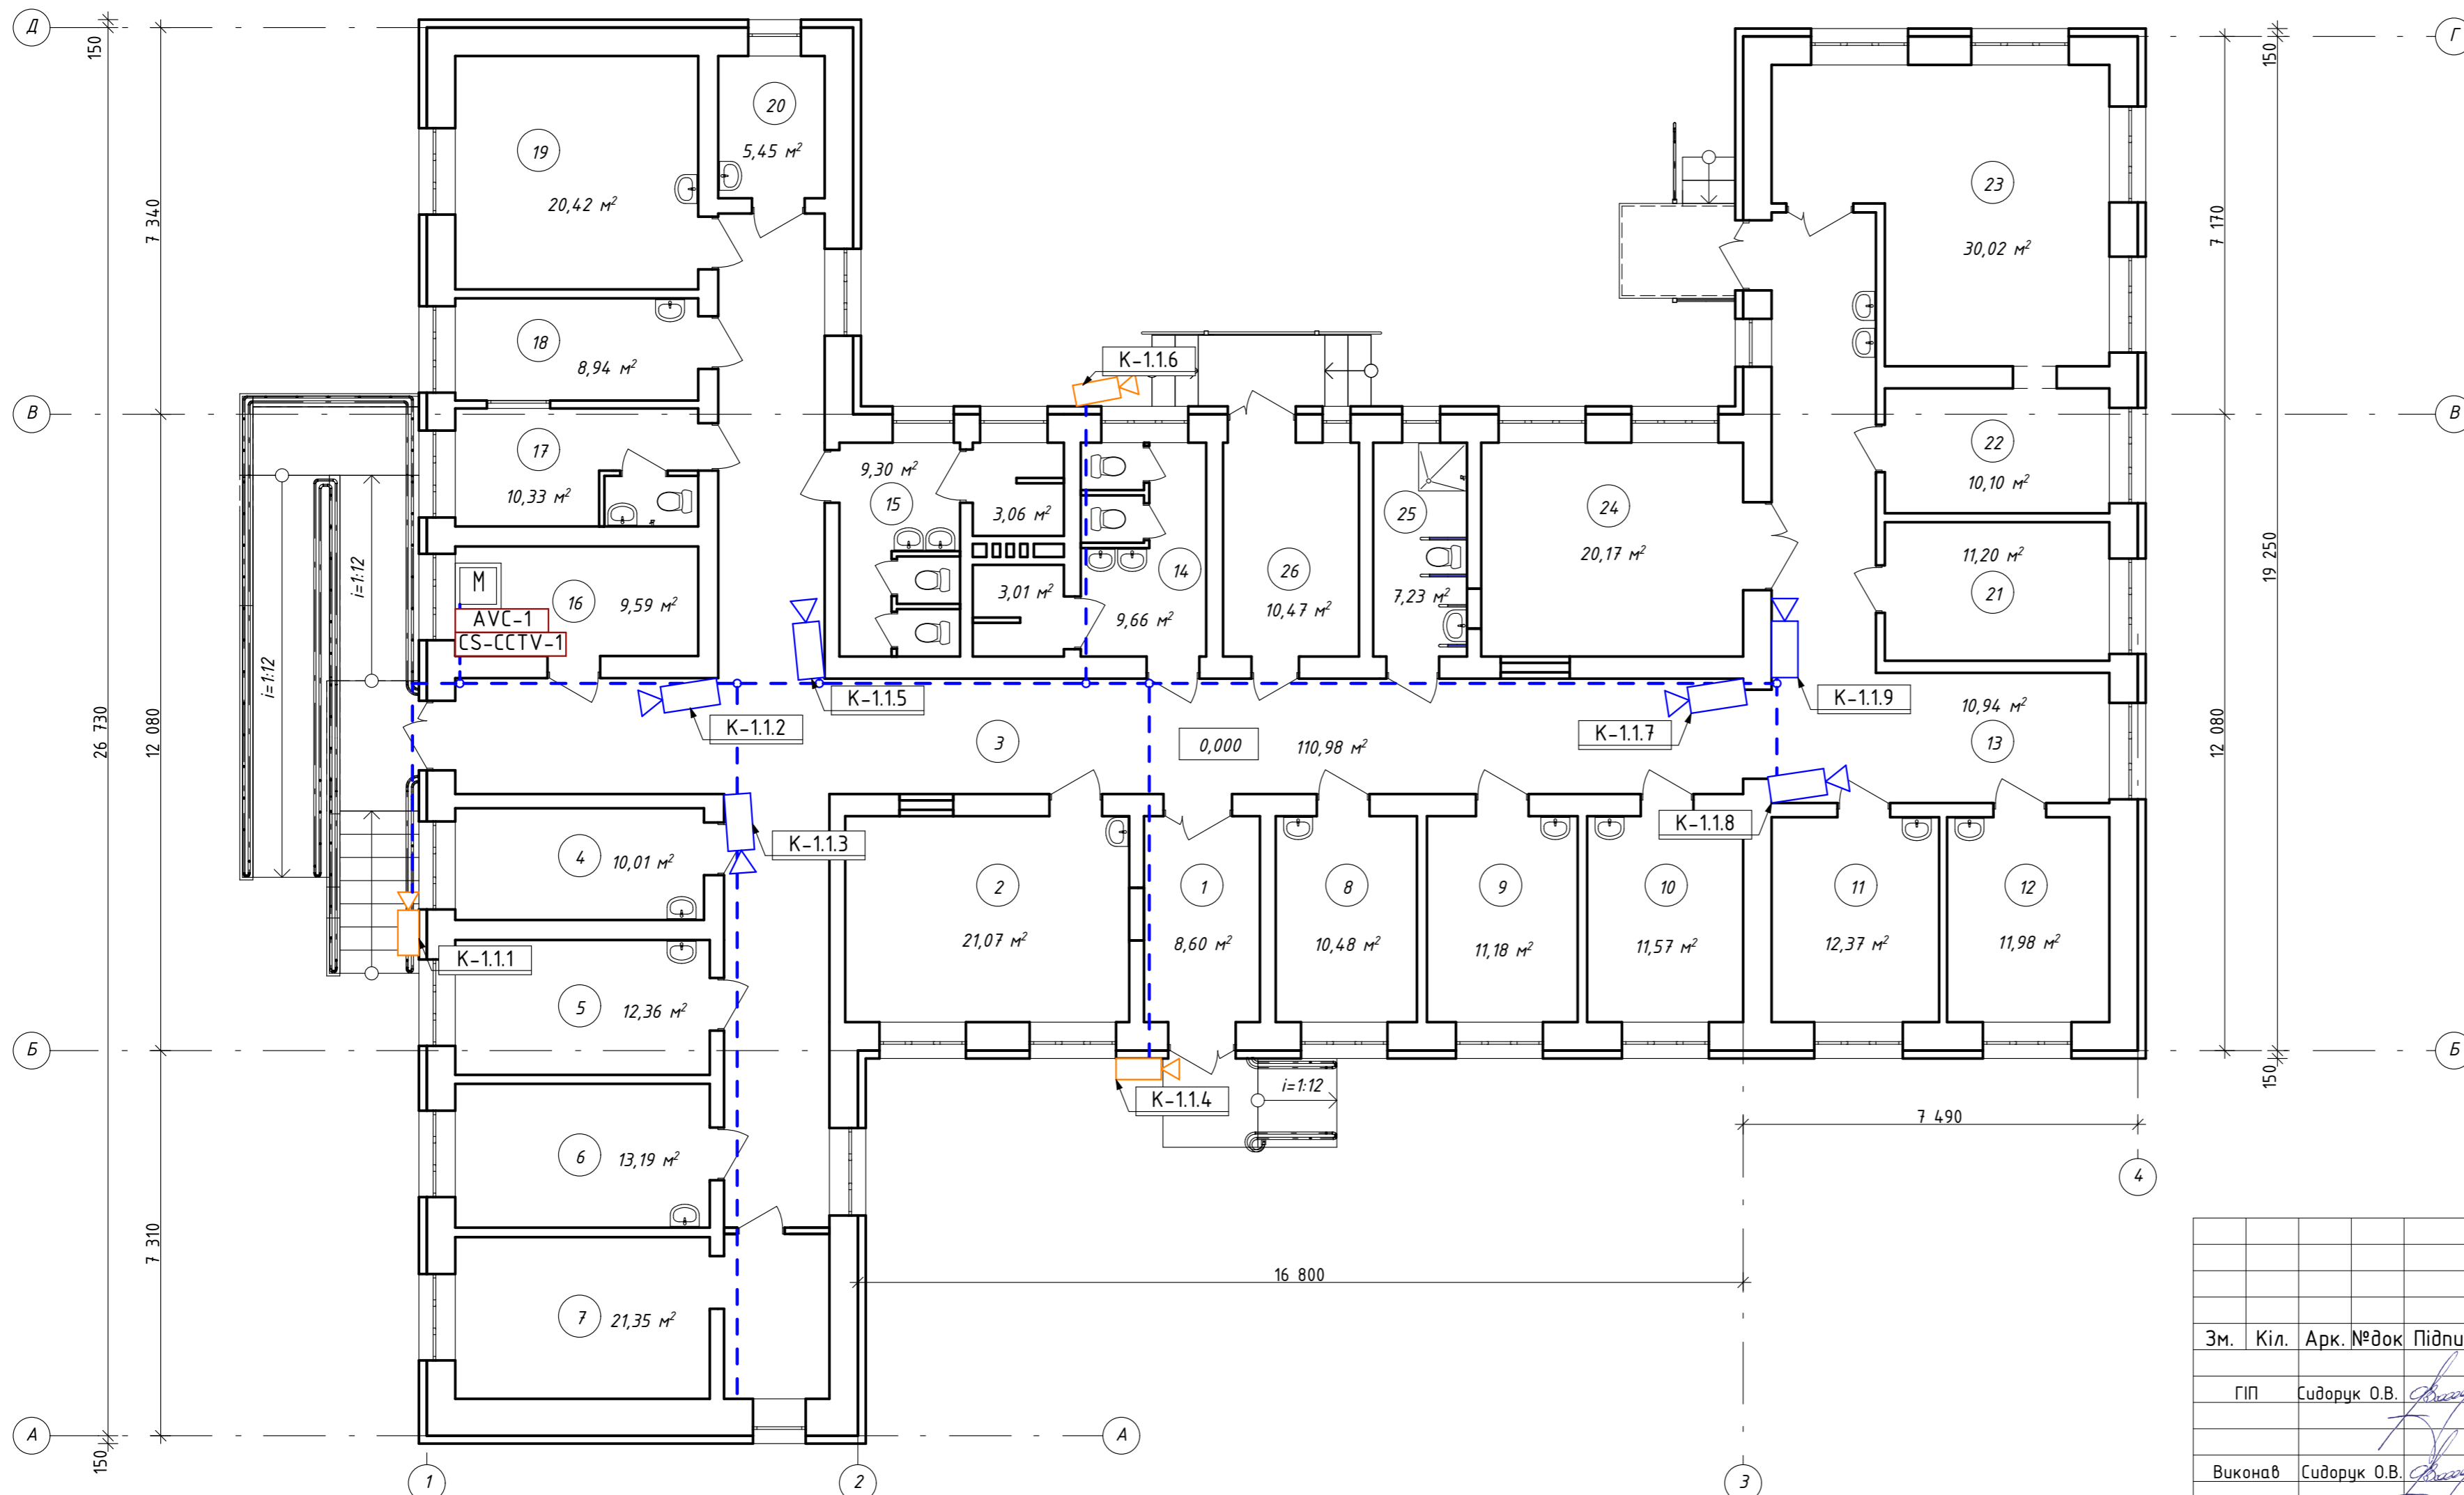 Д
150
Г
150
20
5,45 м²
19
20,42 м²
7 340
23
30,02 м²
7 170
18
8,94 м²
К-1.1.6
В
В
17
10,33 м²
9,30 м²
15
3,06 м²
22
10,10 м²
24
20,17 м²
25
7,23 м²
i=1:12
i=1:12
М
16
9,59 м²
AVC-1
CS-CCTV-1
3,01 м²
14
9,66 м²
26
10,47 м²
11,20 м²
21
19 250
К-1.1.5
К-1.1.2
К-1.1.9
К-1.1.7
10,94 м²
13
26 730
12 080
3
0,000
110,98 м²
12 080
К-1.1.3
К-1.1.8
4
10,01 м²
2
21,07 м²
1
8,60 м²
8
10,48 м²
9
11,18 м²
10
11,57 м²
11
12,37 м²
12
11,98 м²
К-1.1.1
5
12,36 м²
Б
Б
150
К-1.1.4
i=1:12
7 490
6
13,19 м²
4
7 310
16 800
7
21,35 м²
Зм. Кіл. Арк. №док Підпи
ГІП Сидорук О.В.
А
А
150
Виконав Сидорук О.В.
1
2
3